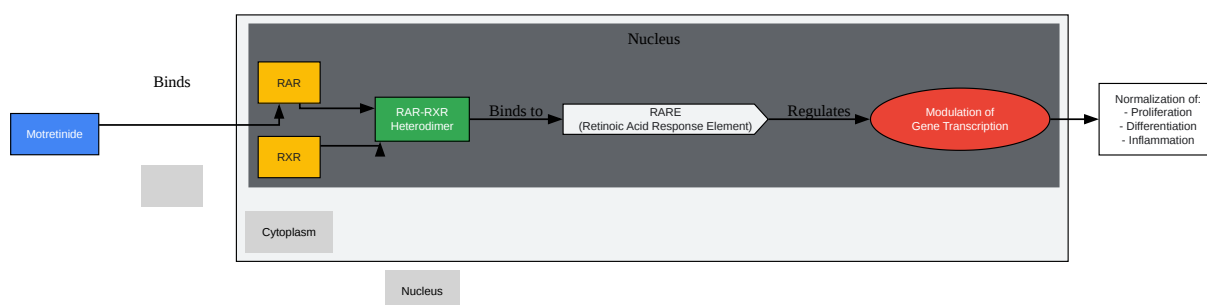 Nucleus
Binds
RAR
Motretinide
RXR
RAR-RXR
Heterodimer
Binds to
RARE
(Retinoic Acid Response Element)
Regulates
Modulation of
Gene Transcription
Normalization of:
- Proliferation
- Differentiation
- Inflammation
Cytoplasm
Nucleus